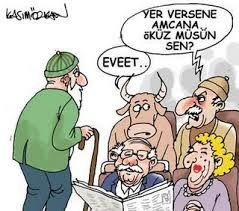 KASIMÖZKAN
YER VERSENE
AMCANA..
ÖKÜZ MÜSÜN
SEN?
EVEET..